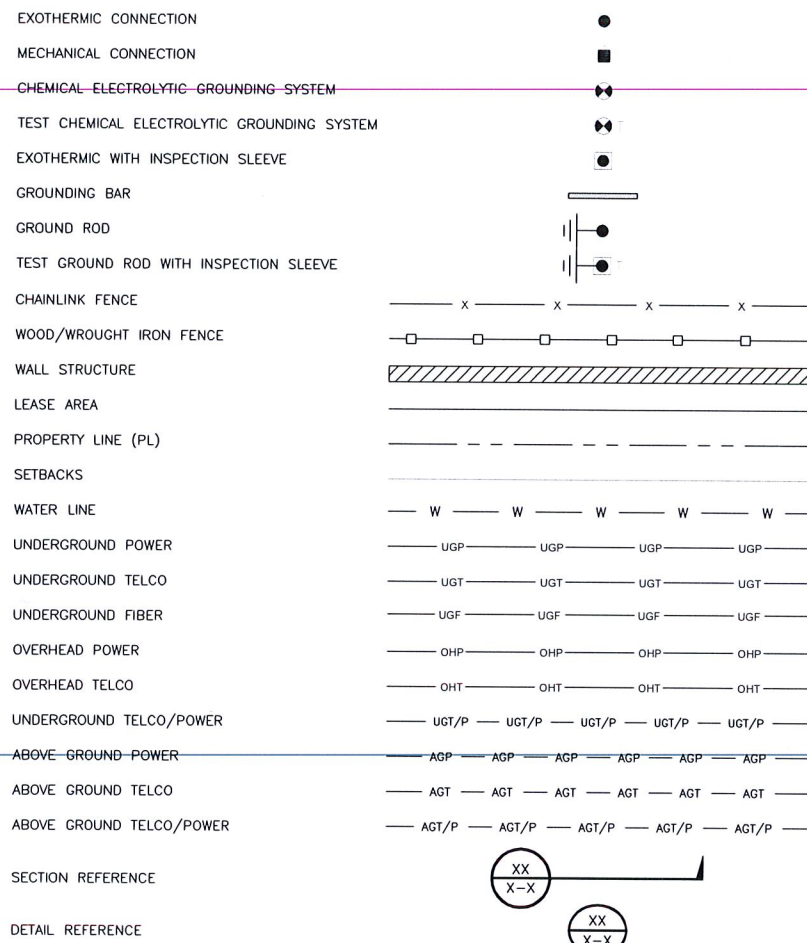 EXOTHERMIC CONNECTION
MECHANICAL CONNECTION
CHEMICAL ELECTROLYTIC GROUNDING SYSTEM
TEST CHEMICAL ELECTROLYTIC GROUNDING SYSTEM T
EXOTHERMIC WITH INSPECTION SLEEVE
GROUNDING BAR
GROUND ROD
TEST GROUND ROD WITH INSPECTION SLEEVE T
CHAINLINK FENCE X X X X
WOOD/WROUGHT IRON FENCE
WALL STRUCTURE
LEASE AREA
PROPERTY LINE (PL)
SETBACKS
WATER LINE W W W W W
UNDERGROUND POWER UGP UGP UGP UGP
UNDERGROUND TELCO UGT UGT UGT UGT
UNDERGROUND FIBER UGF UGF UGF UGF
OVERHEAD POWER OHP OHP OHP OHP
OVERHEAD TELCO OHT OHT OHT OHT
UNDERGROUND TELCO/POWER UGT/P UGT/P UGT/P UGT/P UGT/P
ABOVE GROUND POWER AGP AGP AGP AGP AGP AGP
ABOVE GROUND TELCO AGT AGT AGT AGT AGT AGT
ABOVE GROUND TELCO/POWER AGT/P AGT/P AGT/P AGT/P AGT/P
XX
SECTION REFERENCE
X-X
XX
DETAIL REFERENCE
X-X